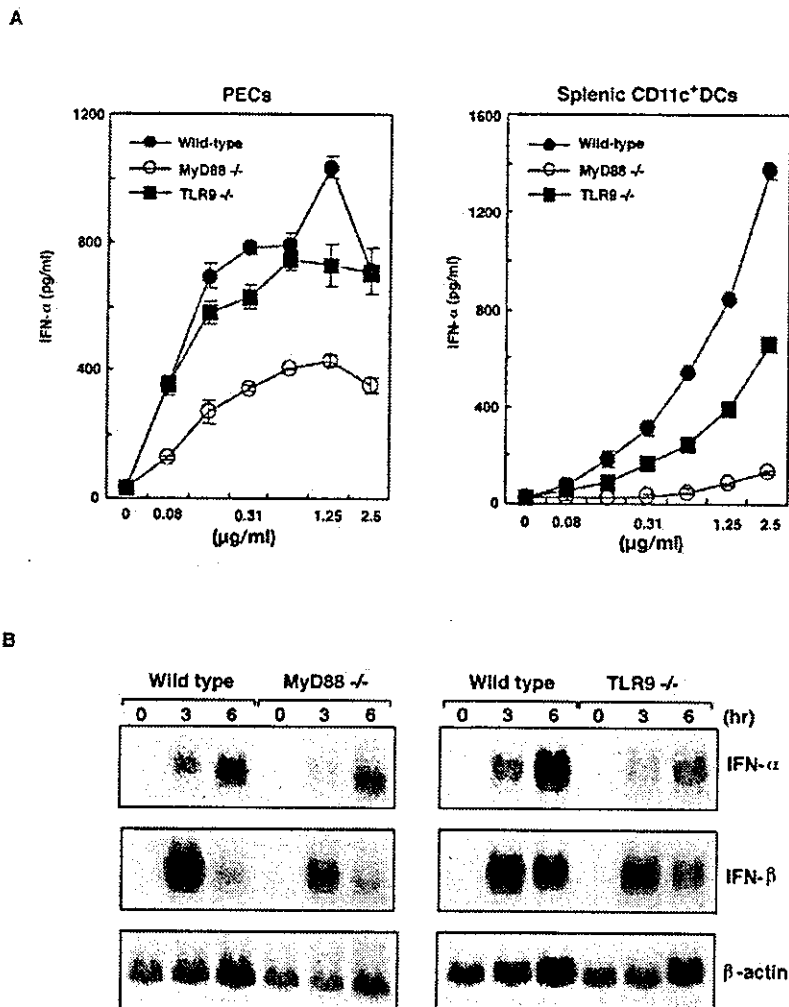 A
PECs
1200
800
400
0
IFN-α (pg/ml)
Wild-type
MyD88 -/-
TLR9 -/-
0 0.08 0.31 1.25 2.5
(μg/ml)
Splenic CD11c+DCs
1600
1200
800
400
0
IFN-α (pg/ml)
Wild-type
MyD88 -/-
TLR9 -/-
0 0.08 0.31 1.25 2.5
(μg/ml)
B
Wild type MyD88 -/- Wild type TLR9 -/-
0 3 6 0 3 6 0 3 6 0 3 6 (hr)
IFN-α
IFN-β
β-actin